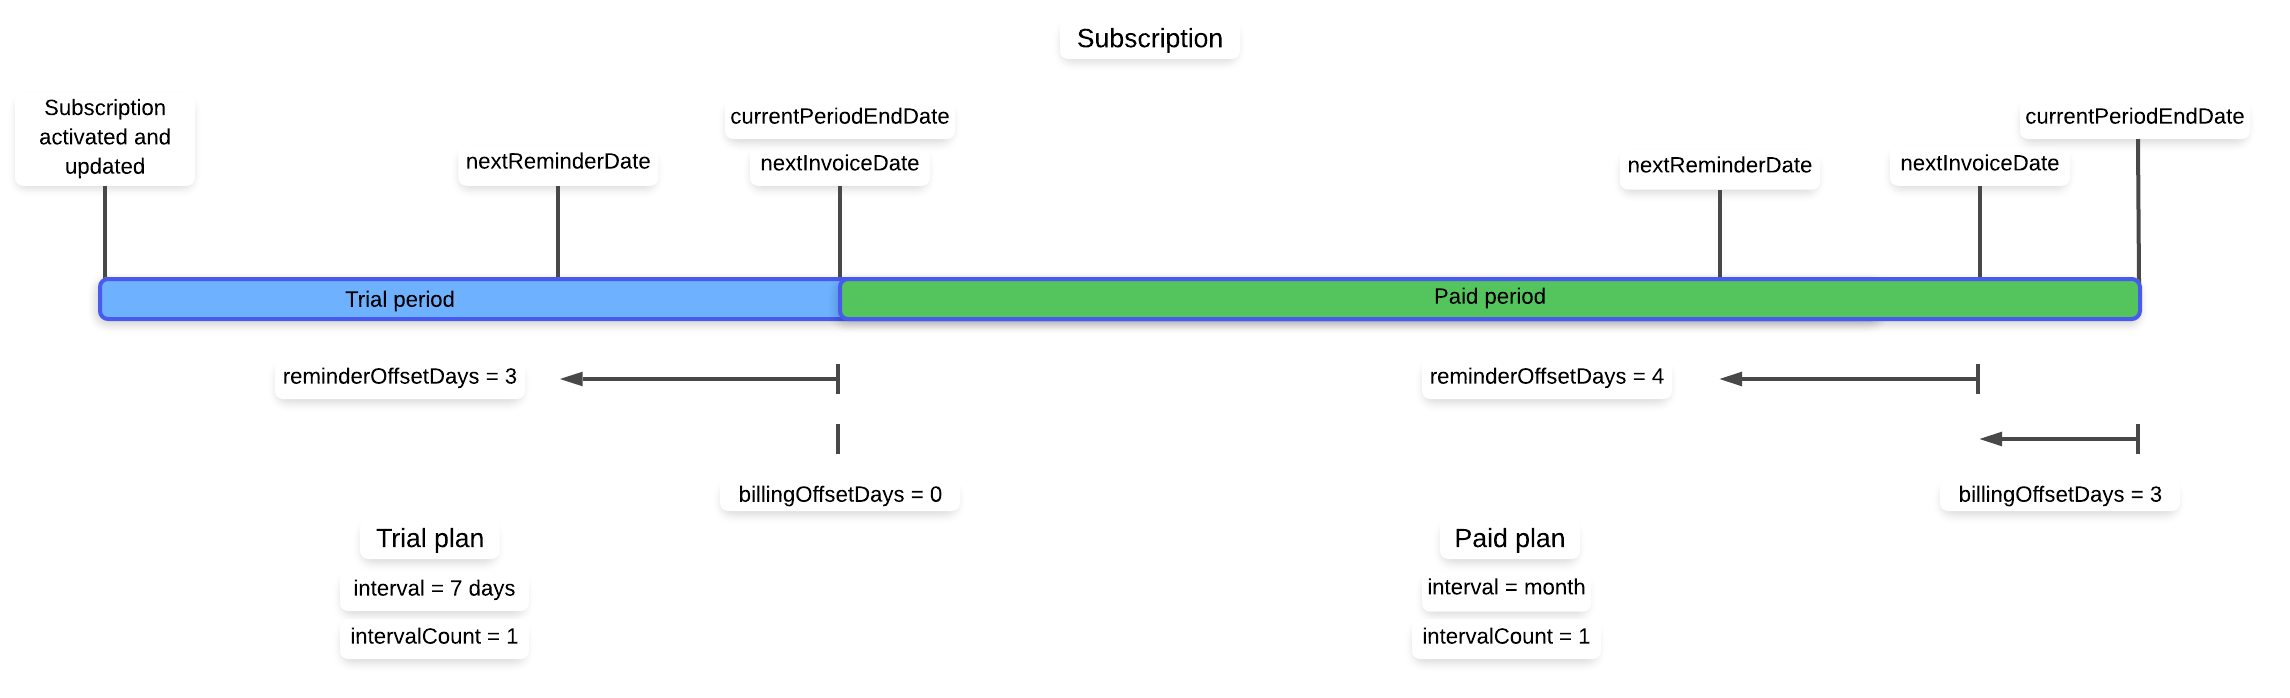 Subscription
Subscription
activated and
updated
nextReminderDate
currentPeriodEndDate
nextInvoiceDate
nextReminderDate
nextInvoiceDate
currentPeriodEndDate
Trial period
Paid period
reminderOffsetDays = 3
reminderOffsetDays = 4
billingOffsetDays = 0
billingOffsetDays = 3
Trial plan
interval = 7 days
intervalCount = 1
Paid plan
interval = month
intervalCount = 1